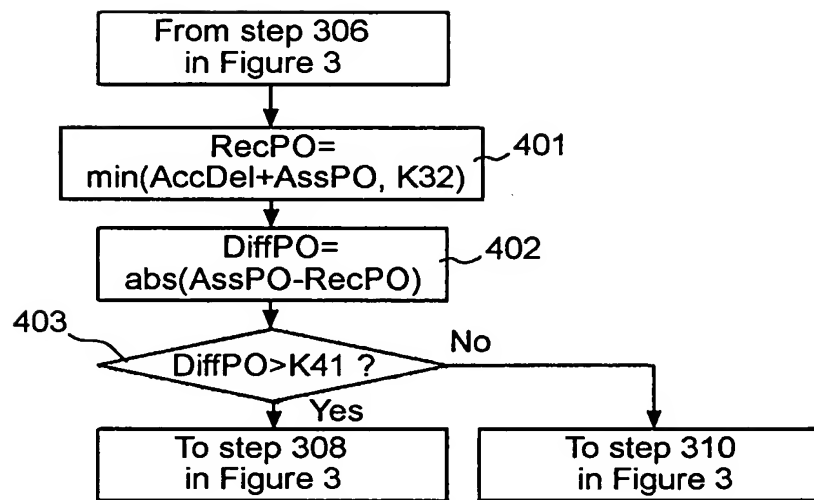 From step 306
in Figure 3
RecPO=
min(AccDel+AssPO, K32)
401
DiffPO=
abs(AssPO-RecPO)
402
403
DiffPO>K41 ?
No
Yes
To step 308
in Figure 3
To step 310
in Figure 3